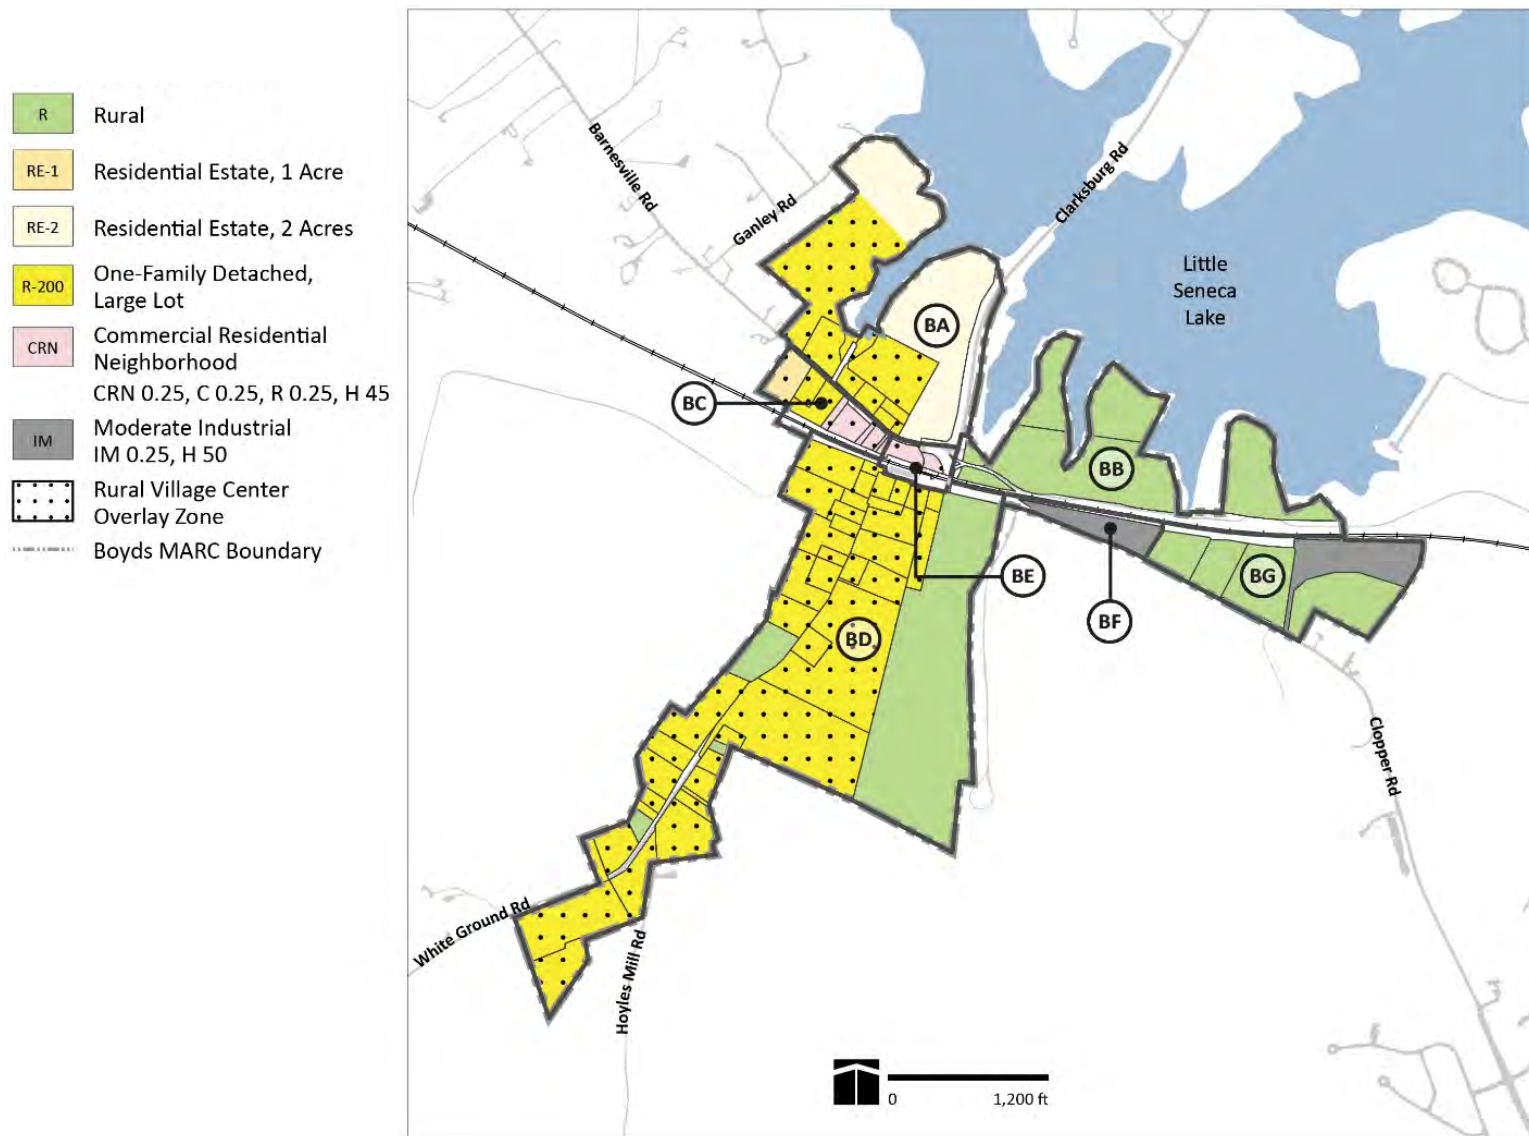 R Rural
RE-1 Residential Estate, 1 Acre
RE-2 Residential Estate, 2 Acres
R-200 One-Family Detached,
Large Lot
CRN Commercial Residential
Neighborhood
CRN 0.25, C 0.25, R 0.25, H 45
IM Moderate Industrial
IM 0.25, H 50
Rural Village Center
Overlay Zone
Boyds MARC Boundary
Barnesville Rd
Ganley Rd
Clarksburg Rd
Little
Seneca
Lake
BA
BC
BB
BE
BF
BG
BD
Clopper Rd
White Ground Rd
Hoyles Mill Rd
0 1,200 ft